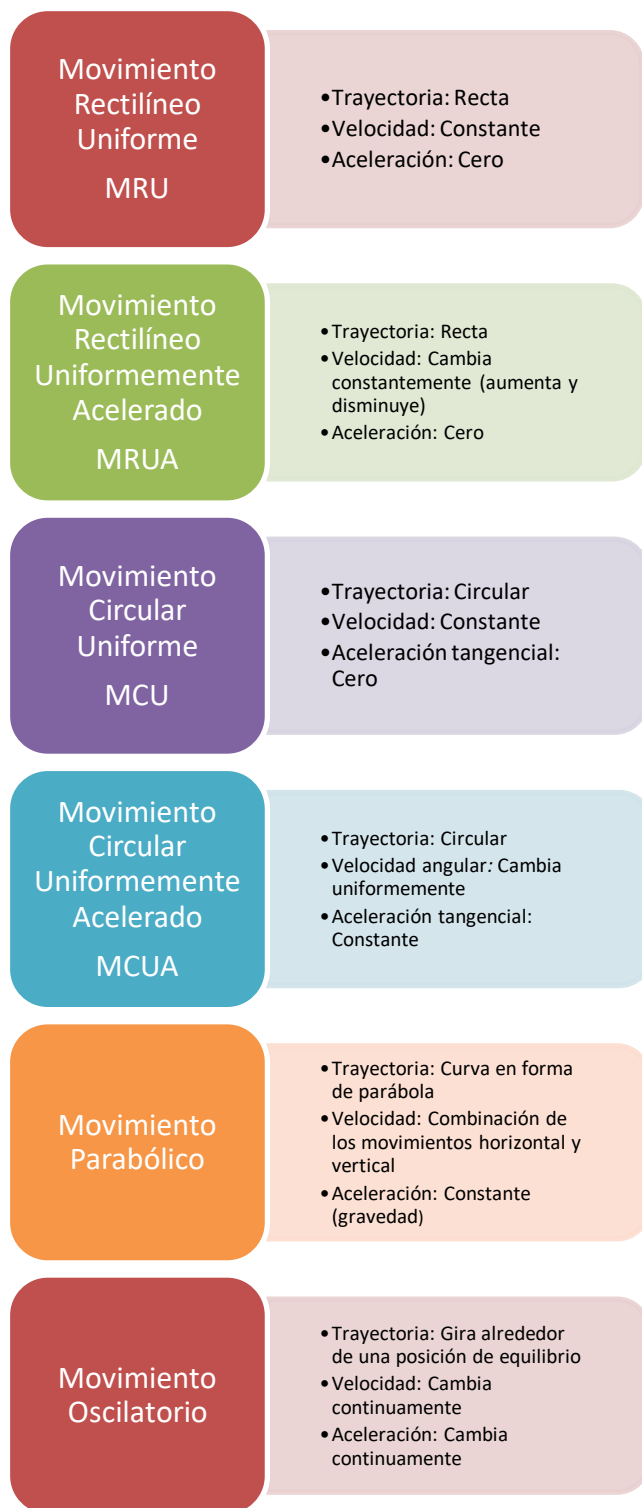 Movimiento
Rectilíneo
Uniforme
MRU
•Trayectoria: Recta
•Velocidad: Constante
•Aceleración: Cero
Movimiento
Rectilíneo
Uniformemente
Acelerado
MRUA
•Trayectoria: Recta
•Velocidad: Cambia
constantemente (aumenta y
disminuye)
•Aceleración: Cero
Movimiento
Circular
Uniforme
MCU
•Trayectoria: Circular
•Velocidad: Constante
•Aceleración tangencial:
Cero
Movimiento
Circular
Uniformemente
Acelerado
MCUA
•Trayectoria: Circular
•Velocidad angular: Cambia
uniformemente
•Aceleración tangencial:
Constante
Movimiento
Parabólico
•Trayectoria: Curva en forma
de parábola
•Velocidad: Combinación de
los movimientos horizontal y
vertical
•Aceleración: Constante
(gravedad)
Movimiento
Oscilatorio
•Trayectoria: Gira alrededor
de una posición de equilibrio
•Velocidad: Cambia
continuamente
•Aceleración: Cambia
continuamente